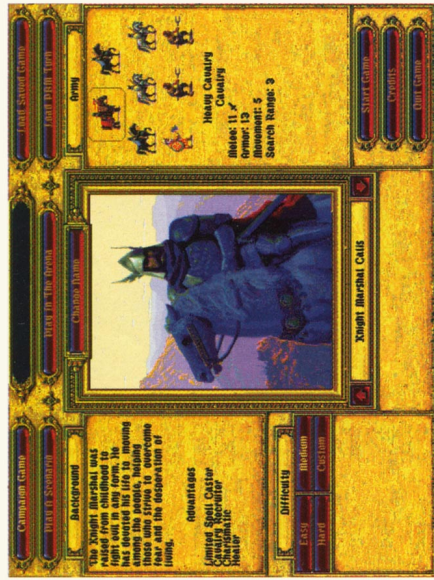 Campaign Game
Load Saved Game
Play A Scenario
Play In The Arena
Load PBM Turn
Background
The Knight Marshal was
raised from childhood to
fight evil in any form. He
has devoted his life to moving
among the people, helping
those who strive to overcome
fear and the desperation of
living.
Advantages
Limited Spell Caster
Cavalry Recruiter
Charismatic
Healer
Difficulty
Easy
Medium
Hard
Custom
Change Name
Knight Marshal Calis
Army
Heavy Cavalry
Cavalry
Melee: 11
Armor: 13
Movement: 5
Search Range: 3
Start Game
Credits
Quit Game